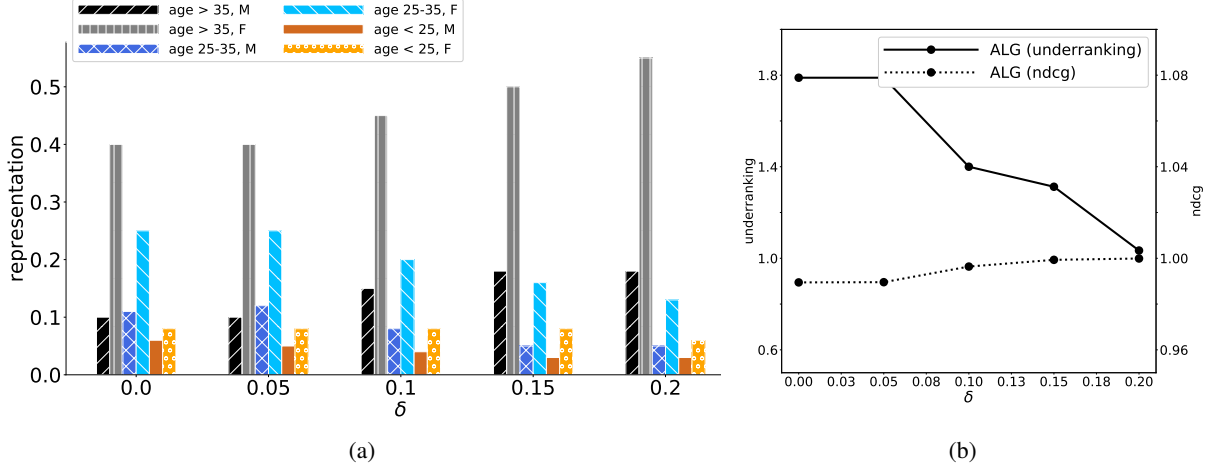 age > 35, M
age > 35, F
age 25-35, M
age 25-35, F
age < 25, M
age < 25, F
representation
0.5
0.4
0.3
0.2
0.1
0.0
0.0 0.05 0.1 0.15 0.2
δ
(a)
ALG (underranking)
ALG (ndcg)
underranking
1.8
1.4
1.0
0.6
1.08
1.04
1.00
0.96
ndcg
0.00 0.03 0.05 0.08 0.10 0.13 0.15 0.18 0.20
δ
(b)